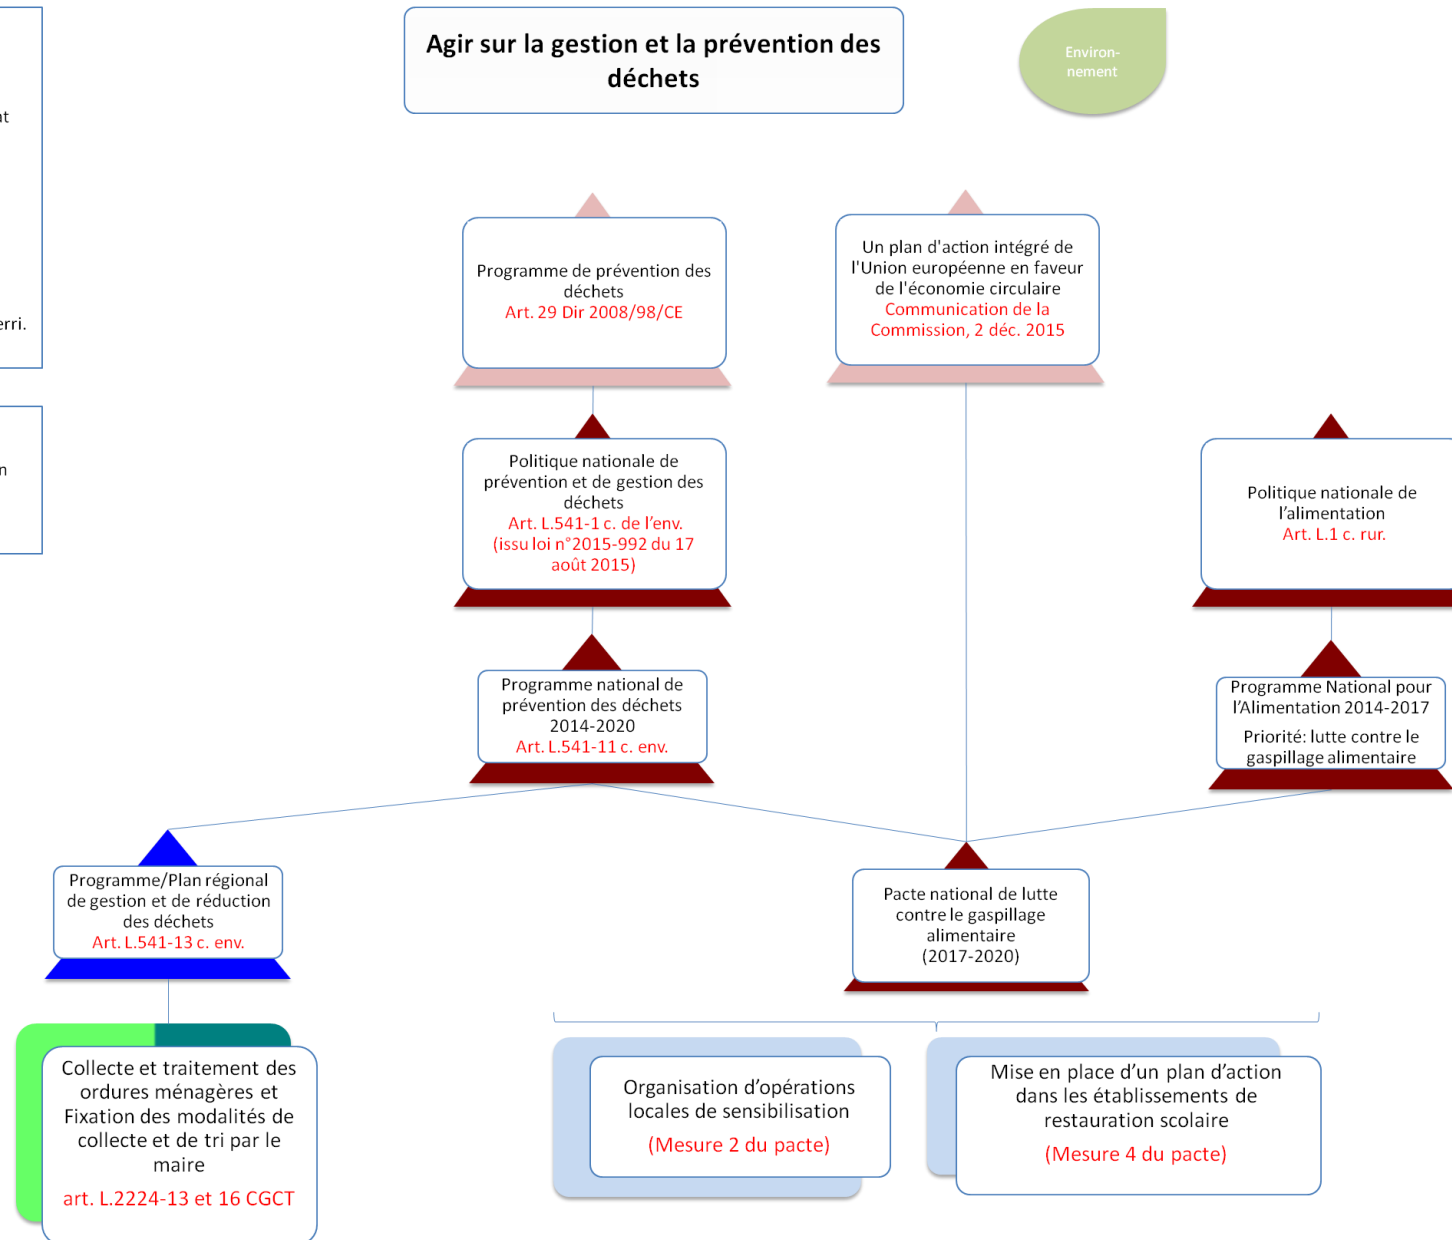 Agir sur la gestion et la prévention des
déchets
Environ-
nement
erri.
Programme de prévention des
déchets
Art. 29 Dir 2008/98/CE
Un plan d'action intégré de
l'Union européenne en faveur
de l'économie circulaire
Communication de la
Commission, 2 déc. 2015
Politique nationale de
prévention et de gestion des
déchets
Art. L.541-1 c. de l’env.
(issu loi n°2015-992 du 17
août 2015)
Politique nationale de
l’alimentation
Art. L.1 c. rur.
Programme national de
prévention des déchets
2014-2020
Art. L.541-11 c. env.
Programme National pour
l’Alimentation 2014-2017
Priorité: lutte contre le
gaspillage alimentaire
Programme/Plan régional
de gestion et de réduction
des déchets
Art. L.541-13 c. env.
Pacte national de lutte
contre le gaspillage
alimentaire
(2017-2020)
Collecte et traitement des
ordures ménagères et
Fixation des modalités de
collecte et de tri par le
maire
art. L.2224-13 et 16 CGCT
Organisation d’opérations
locales de sensibilisation
(Mesure 2 du pacte)
Mise en place d’un plan d’action
dans les établissements de
restauration scolaire
(Mesure 4 du pacte)